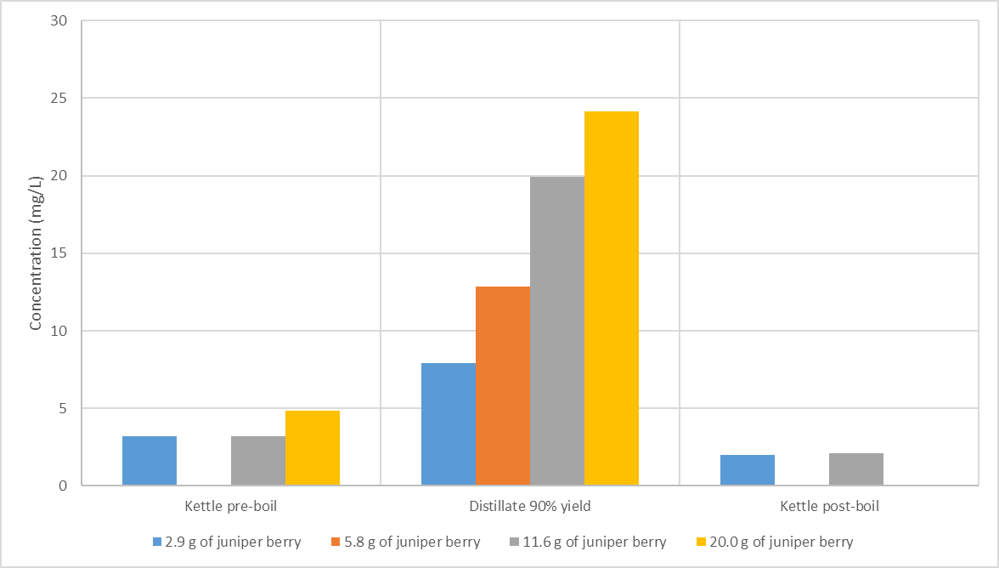 30
25
20
15
10
5
0
Concentration (mg/L)
Kettle pre-boil
Distillate 90% yield
Kettle post-boil
2.9 g of juniper berry
5.8 g of juniper berry
11.6 g of juniper berry
20.0 g of juniper berry